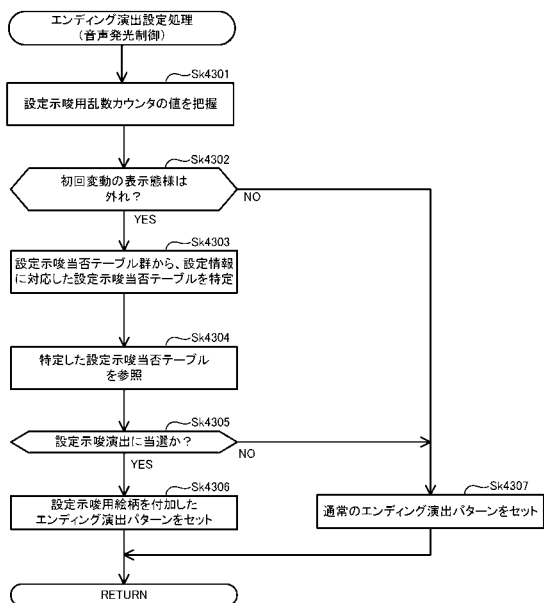 エンディング演出設定処理
(音声発光制御)
Sk4301
設定示唆用乱数カウンタの値を把握
Sk4302
初回変動の表示態様は
外れ？
NO
YES
Sk4303
設定示唆当否テーブル群から、設定情報
に対応した設定示唆当否テーブルを特定
Sk4304
特定した設定示唆当否テーブル
を参照
Sk4305
設定示唆演出に当選か？
NO
YES
Sk4306
設定示唆用絵柄を付加した
エンディング演出パターンをセット
Sk4307
通常のエンディング演出パターンをセット
RETURN